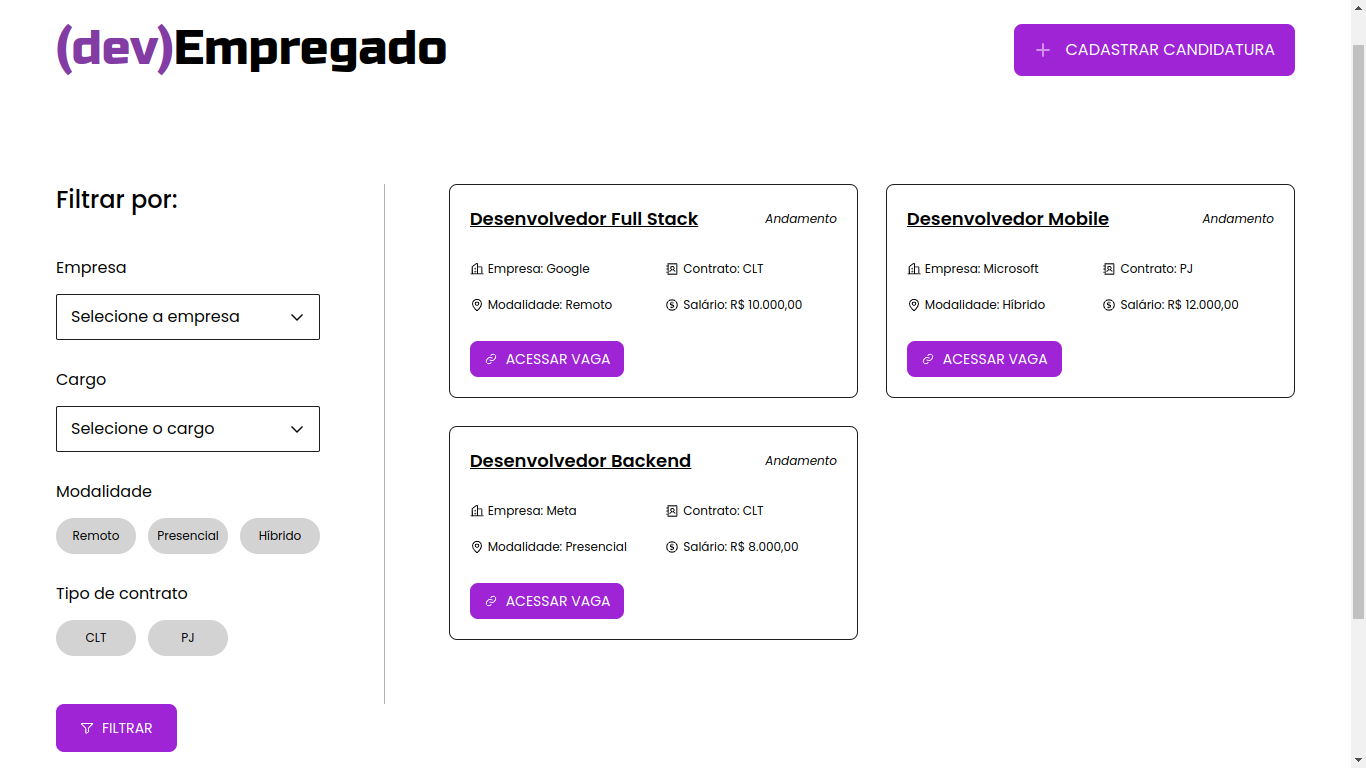 (dev)Empregado
CADASTRAR CANDIDATURA
Filtrar por:
Empresa
Selecione a empresa
Cargo
Selecione o cargo
Modalidade
Remoto Presencial Híbrido
Tipo de contrato
CLT PJ
FILTRAR
Desenvolvedor Full Stack Andamento
Empresa: Google Contrato: CLT
Modalidade: Remoto Salário: R$ 10.000,00
ACESSAR VAGA
Desenvolvedor Mobile Andamento
Empresa: Microsoft Contrato: PJ
Modalidade: Híbrido Salário: R$ 12.000,00
ACESSAR VAGA
Desenvolvedor Backend Andamento
Empresa: Meta Contrato: CLT
Modalidade: Presencial Salário: R$ 8.000,00
ACESSAR VAGA